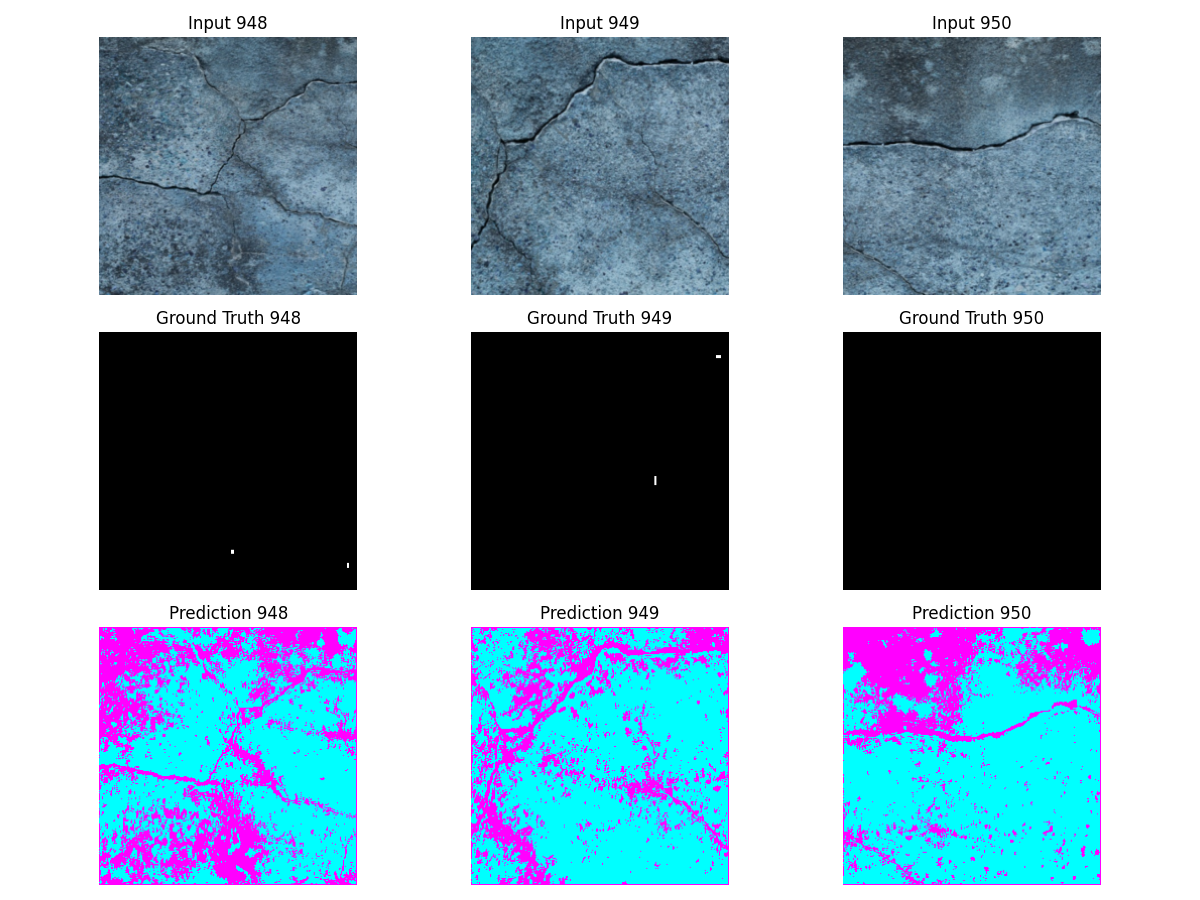 Input 948
Input 949
Input 950
Ground Truth 948
Ground Truth 949
Ground Truth 950
Prediction 948
Prediction 949
Prediction 950